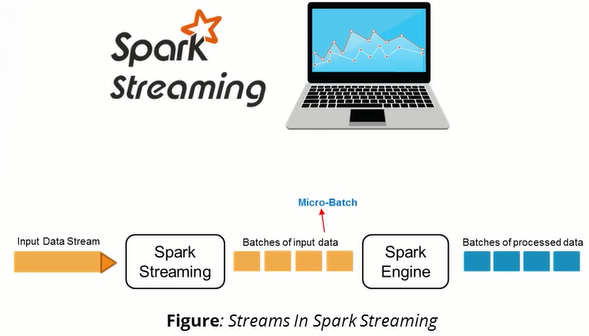 Spark
Streaming
Micro-Batch
Input Data Stream
Spark
Streaming
Batches of input data
Spark
Engine
Batches of processed data
Figure: Streams In Spark Streaming